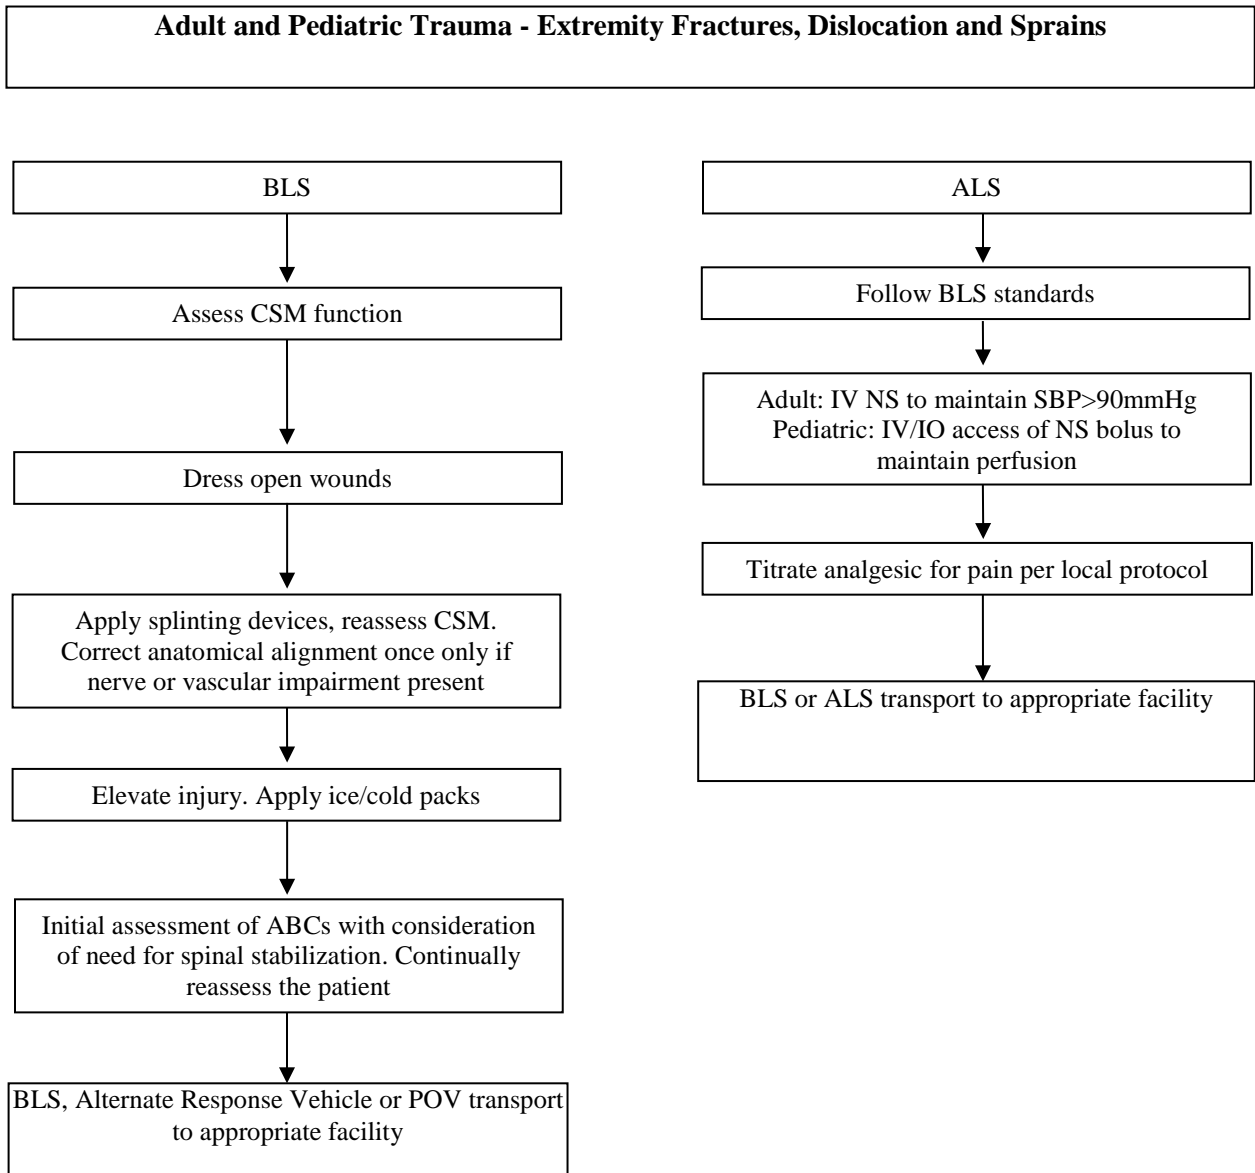 Adult and Pediatric Trauma - Extremity Fractures, Dislocation and Sprains
BLS
Assess CSM function
Dress open wounds
Apply splinting devices, reassess CSM.
Correct anatomical alignment once only if
nerve or vascular impairment present
Elevate injury. Apply ice/cold packs
Initial assessment of ABCs with consideration
of need for spinal stabilization. Continually
reassess the patient
BLS, Alternate Response Vehicle or POV transport
to appropriate facility
ALS
Follow BLS standards
Adult: IV NS to maintain SBP>90mmHg
Pediatric: IV/IO access of NS bolus to
maintain perfusion
Titrate analgesic for pain per local protocol
BLS or ALS transport to appropriate facility